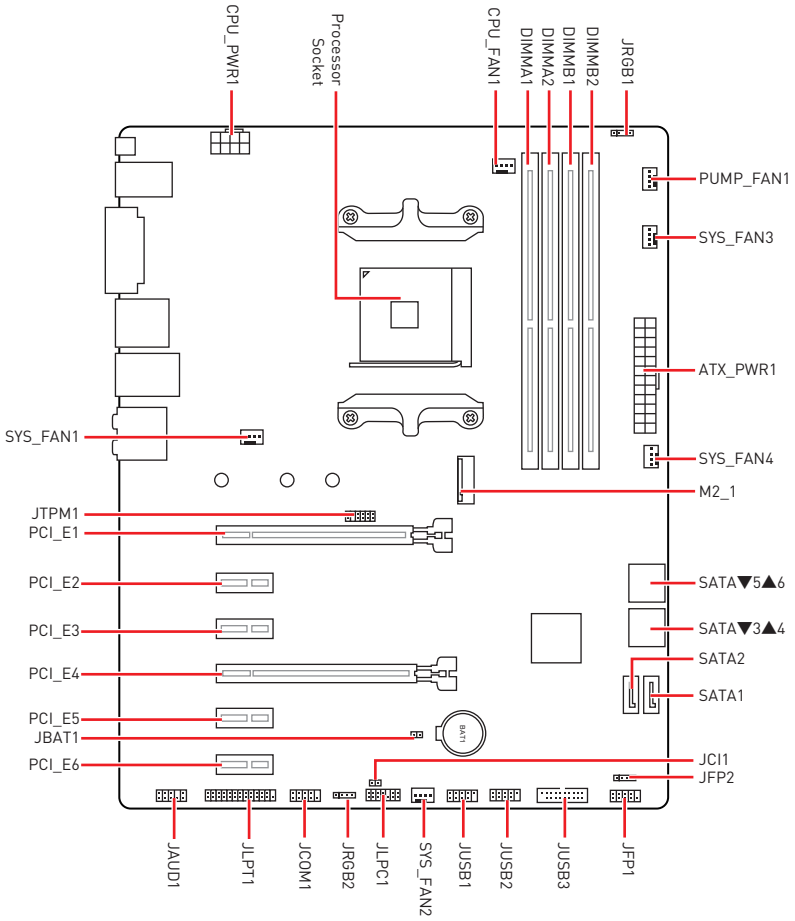 CPU_PWR1
Processor
Socket
CPU_FAN1
DIMMA1
DIMMA2
DIMMB1
DIMMB2
JRGB1
PUMP_FAN1
SYS_FAN3
ATX_PWR1
SYS_FAN1
SYS_FAN4
M2_1
JTPM1
PCI_E1
PCI_E2
SATA▼5▲6
PCI_E3
SATA▼3▲4
SATA2
PCI_E4
SATA1
PCI_E5
JBAT1
BAT1
PCI_E6
JCI1
JFP2
JAUD1
JLPT1
JCOM1
JRGB2
JLPC1
SYS_FAN2
JUSB1
JUSB2
JUSB3
JFP1